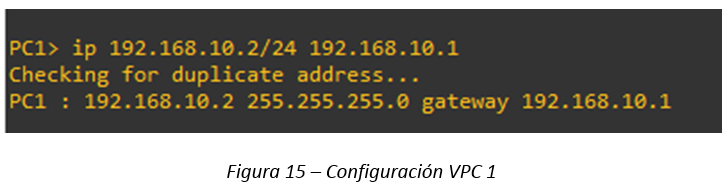 PC1> ip 192.168.10.2/24 192.168.10.1
Checking for duplicate address...
PC1 : 192.168.10.2 255.255.255.0 gateway 192.168.10.1
Figura 15 – Configuración VPC 1